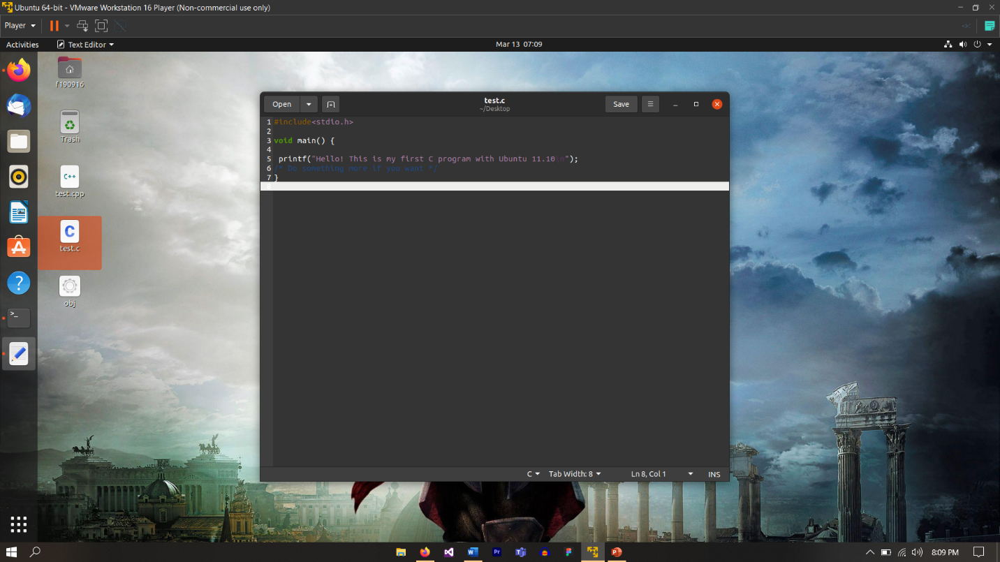 Ubuntu 64-bit - VMware Workstation 16 Player (Non-commercial use only)
Player
Activities
Text Editor
Mar 13 07:09
f190916
Trash
C++
test.cpp
C
test.c
obj
Open
test.c
~/Desktop
Save
1 #include<stdio.h>
2
3 void main() {
4
5 printf("Hello! This is my first C program with Ubuntu 11.10\n");
6 /* Do something more if you want */
7 }
8
C
Tab Width: 8
Ln 8, Col 1
INS
8:09 PM